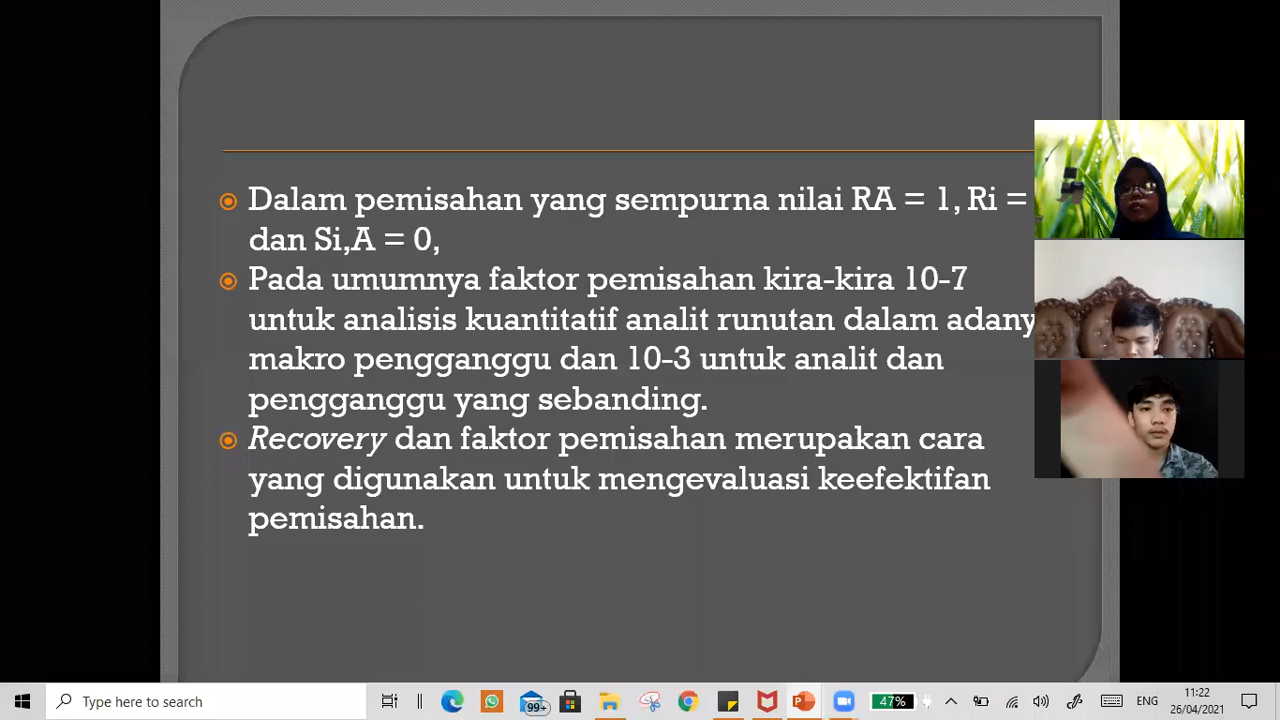 Dalam pemisahan yang sempurna nilai RA = 1, Ri =
dan Si,A = 0,
Pada umumnya faktor pemisahan kira-kira 10-7
untuk analisis kuantitatif analit runutan dalam adany
makro pengganggu dan 10-3 untuk analit dan
pengganggu yang sebanding.
Recovery dan faktor pemisahan merupakan cara
yang digunakan untuk mengevaluasi keefektifan
pemisahan.
Type here to search
99+
47%
ENG
11:22
26/04/2021